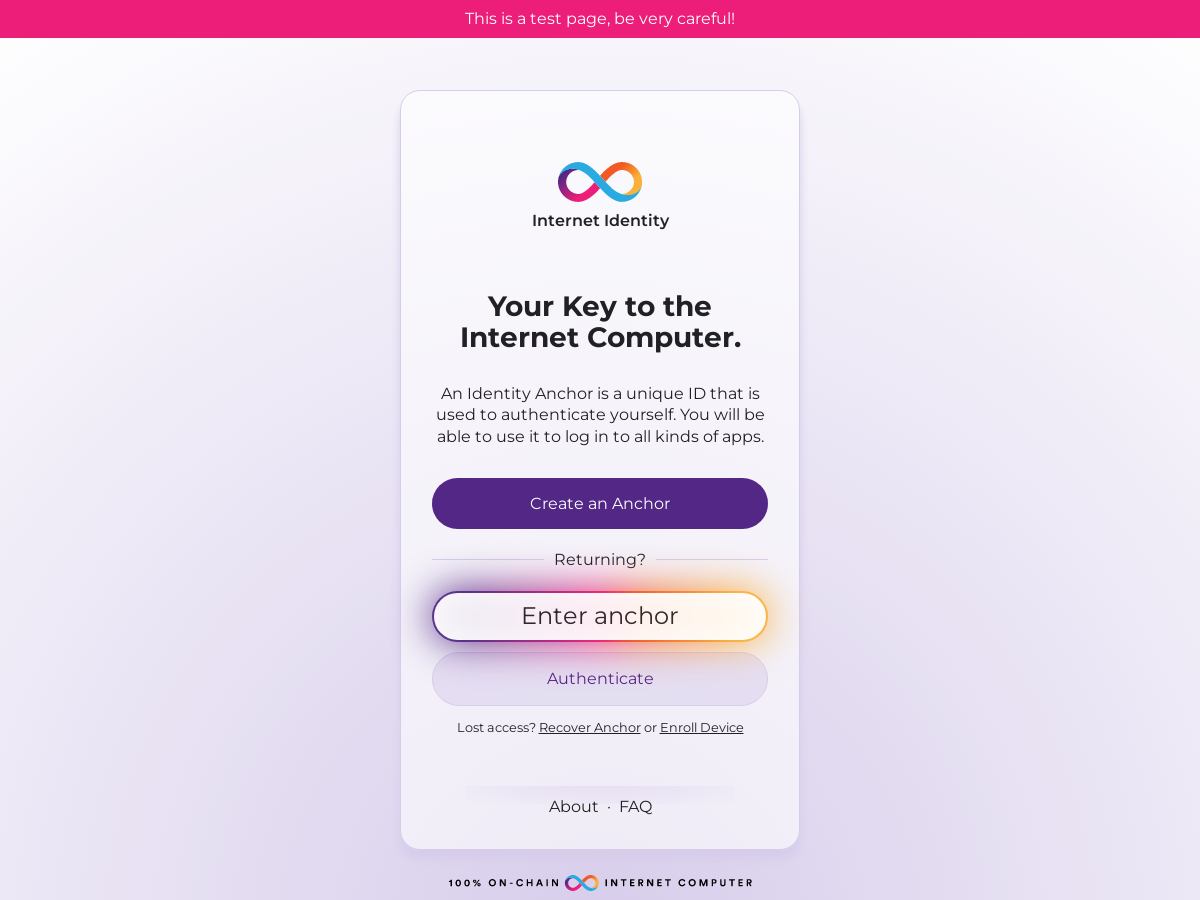 This is a test page, be very careful!
Internet Identity
Your Key to the
Internet Computer.
An Identity Anchor is a unique ID that is
used to authenticate yourself. You will be
able to use it to log in to all kinds of apps.
Create an Anchor
Returning?
Enter anchor
Authenticate
Lost access? Recover Anchor or Enroll Device
About · FAQ
100% ON-CHAIN INTERNET COMPUTER